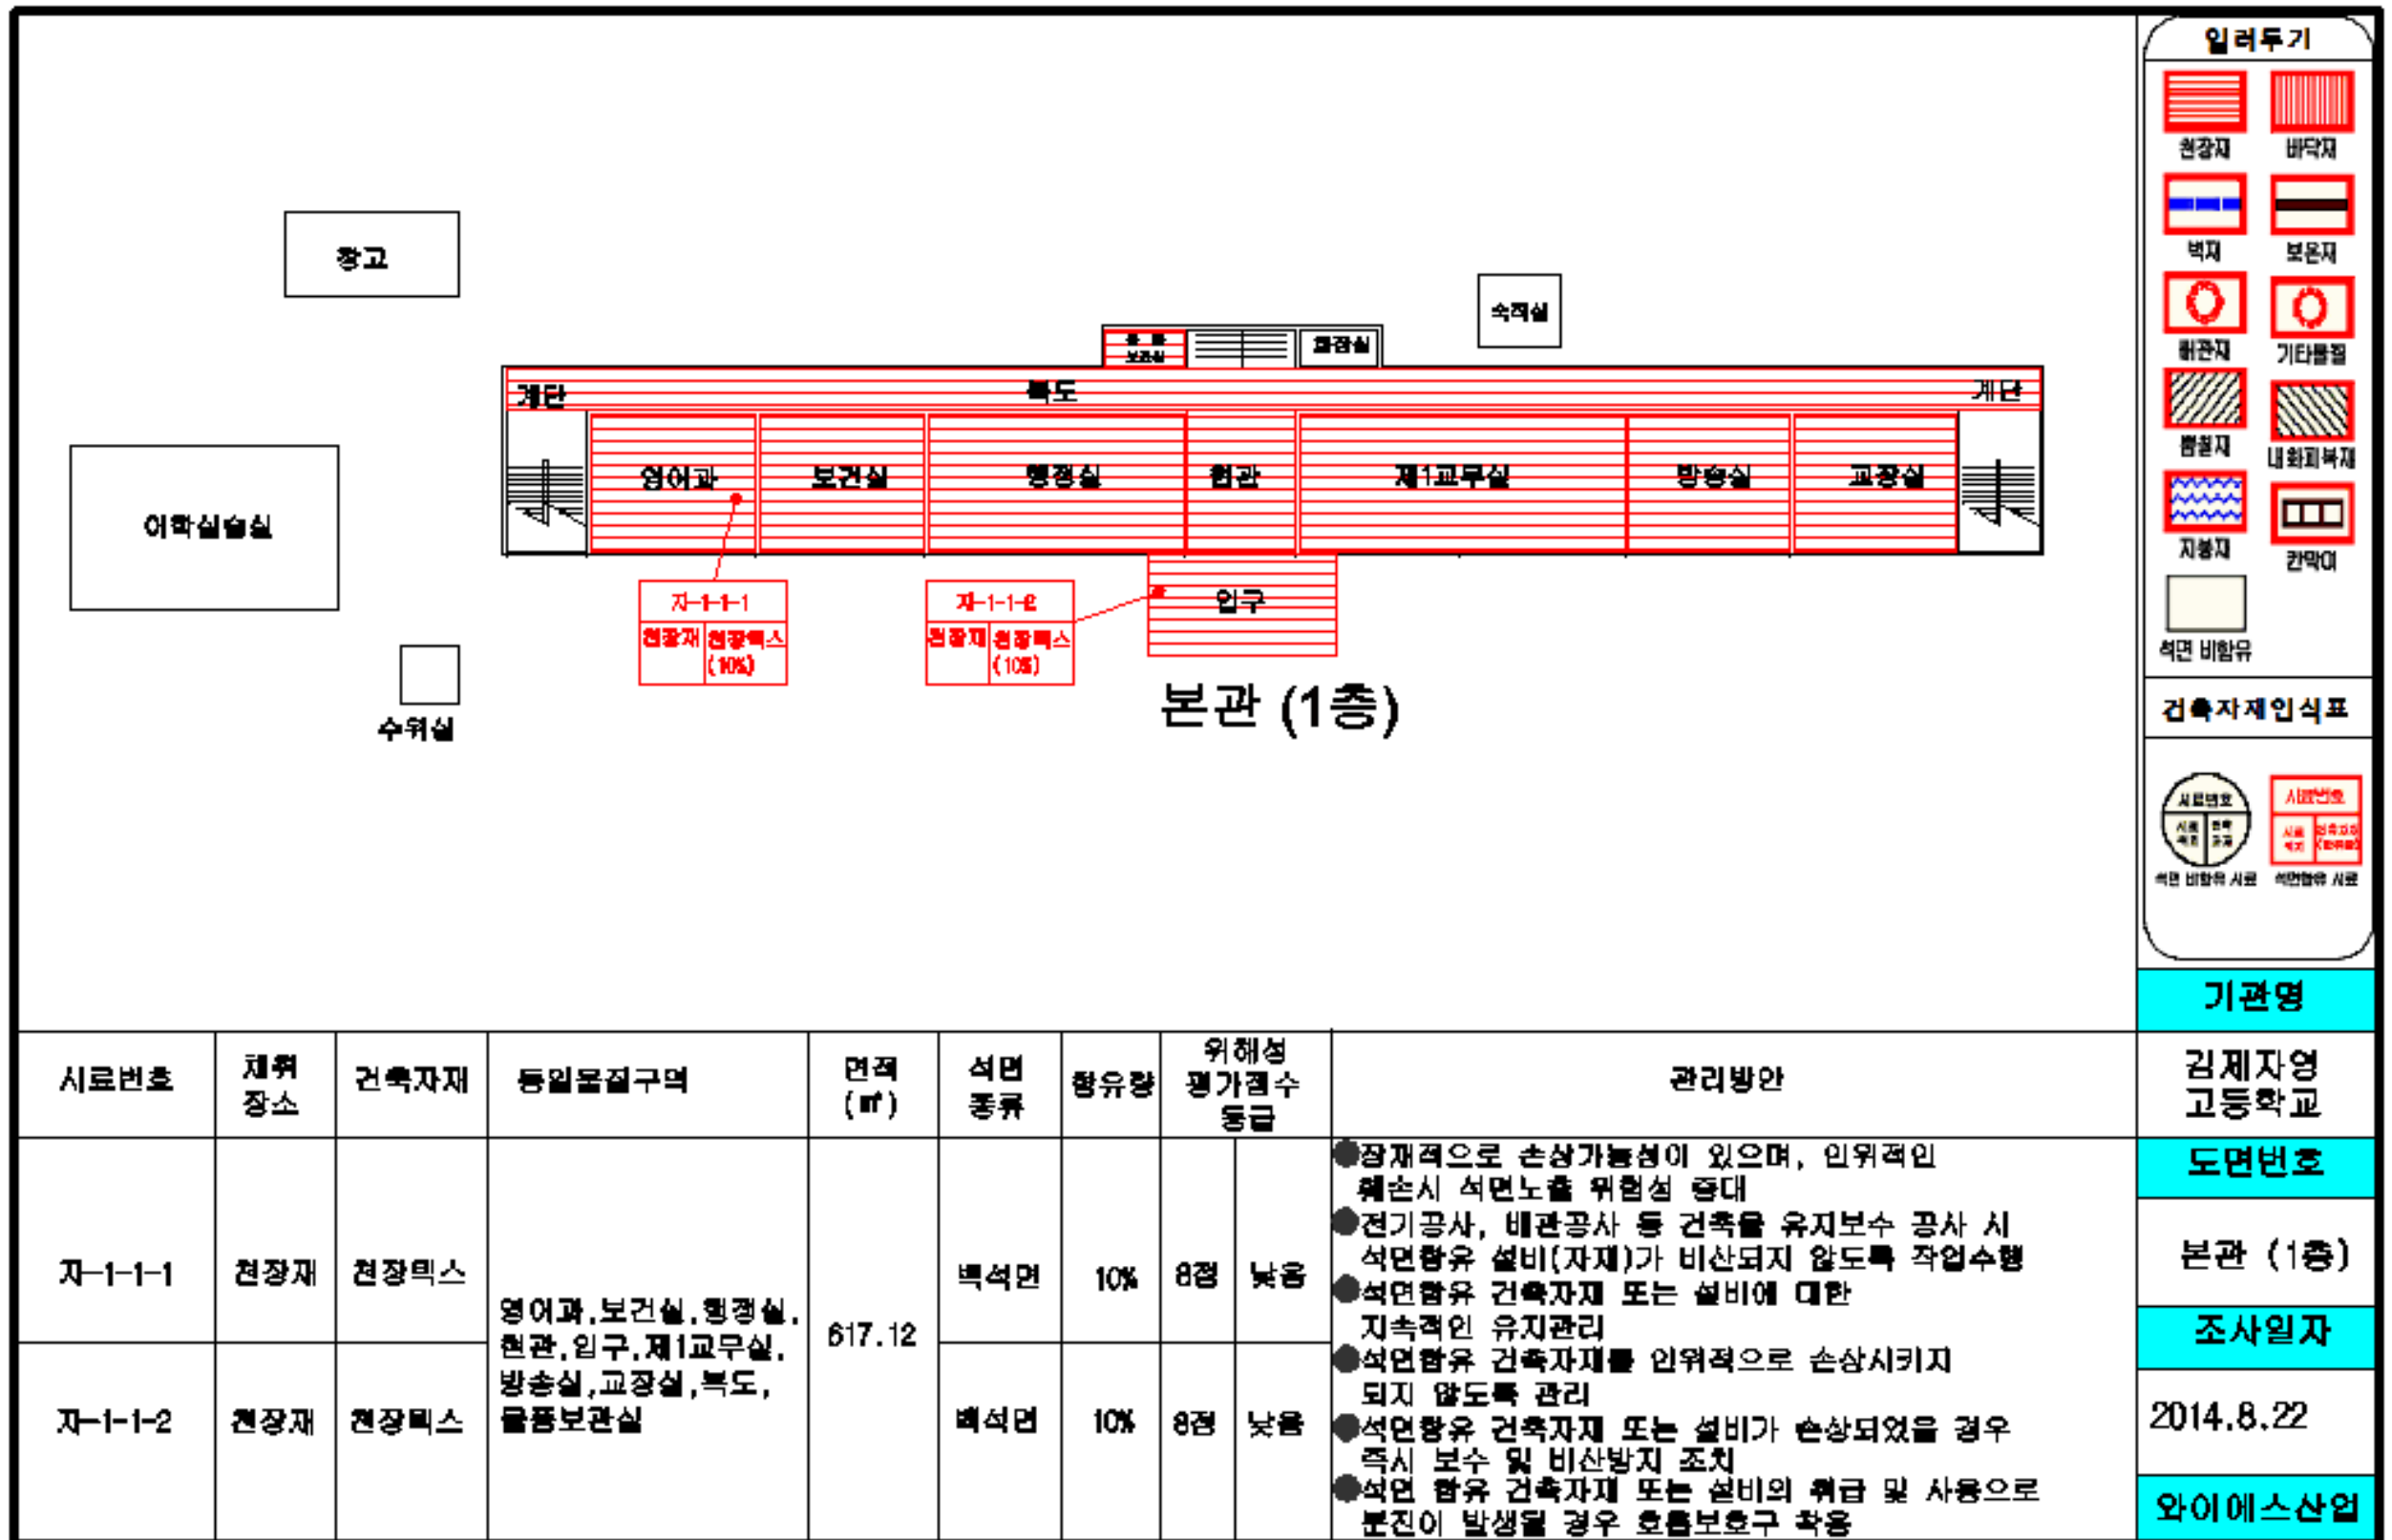 일러두기
천장재 바닥재
벽재 보온재
배관재 기타물질
뿜칠재 내화피복재
지붕재 칸막이
석면 비함유
건축자재인식표
시료번호
석면 비함유 시료
시료번호
석면함유 시료
창고
숙직실
화장실
계단 복도 계단
영어과 보건실 행정실 현관 제1교무실 방송실 교장실
어학실습실
자-1-1-1
천장재 천장텍스
(10%)
자-1-1-2
천장재 천장텍스
(10%)
입구
수위실
본관 (1층)
기관명
김제자영
고등학교
도면번호
본관 (1층)
조사일자
2014.8.22
와이에스산업
시료번호
채취
장소
건축자재
동일물질구역
면적
(㎡)
석면
종류
함유량
위해성
평가점수
등급
관리방안
자-1-1-1 천장재 천장텍스
백석면 10% 8점 낮음
자-1-1-2 천장재 천장텍스
백석면 10% 8점 낮음
영어과,보건실,행정실,
현관,입구,제1교무실,
방송실,교장실,복도,
물품보관실
617.12
●잠재적으로 손상가능성이 있으며, 인위적인
훼손시 석면노출 위험성 증대
●전기공사, 배관공사 등 건축물 유지보수 공사 시
석면함유 설비(자재)가 비산되지 않도록 작업수행
●석면함유 건축자재 또는 설비에 대한
지속적인 유지관리
●석면함유 건축자재를 인위적으로 손상시키지
되지 않도록 관리
●석면함유 건축자재 또는 설비가 손상되었을 경우
즉시 보수 및 비산방지 조치
●석면 함유 건축자재 또는 설비의 취급 및 사용으로
분진이 발생될 경우 호흡보호구 착용